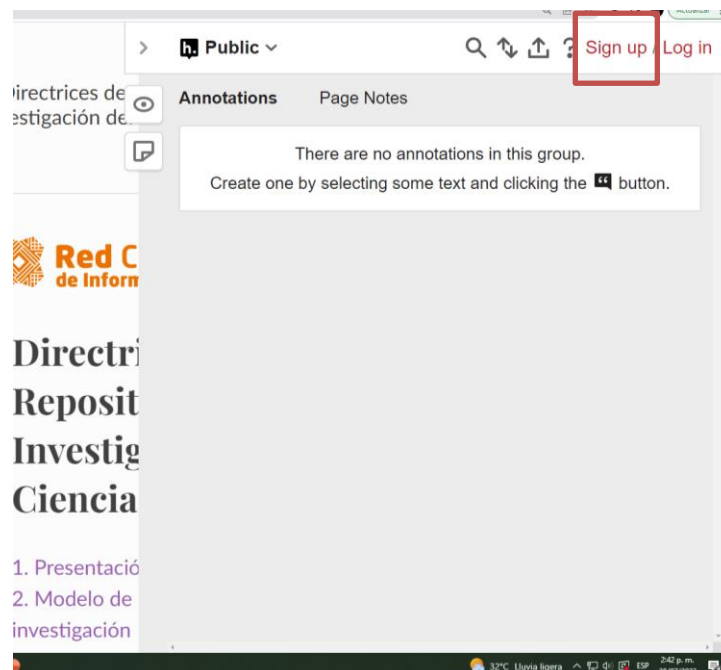 Actualizar
h. Public
? Sign up / Log in
Directrices de
estigación de
Annotations Page Notes
There are no annotations in this group.
Create one by selecting some text and clicking the button.
Red C
de Inform
Directri
Reposit
Investig
Ciencia
1. Presentació
2. Modelo de
investigación
32°C Lluvia ligera ESP 2:42 p. m.